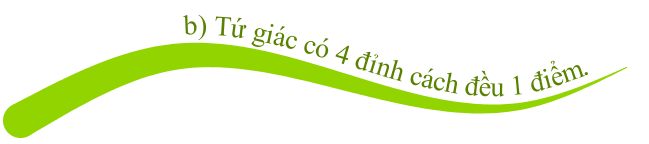 b) Tứ giác có 4 đỉnh cách đều 1 điểm.